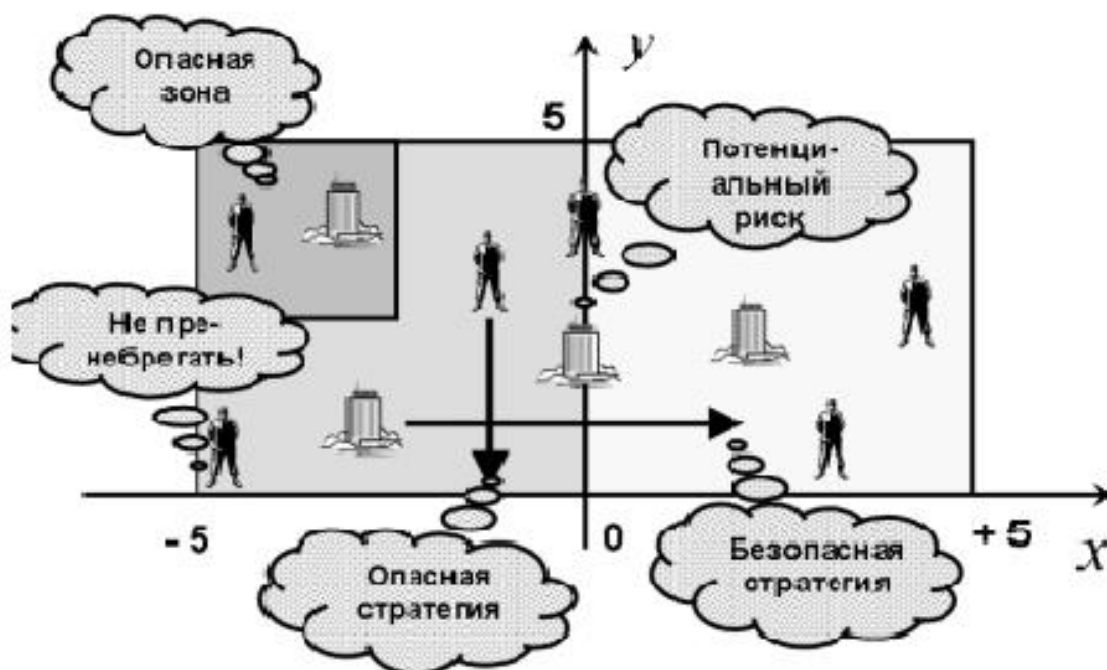 Опасная
зона
y
5
Потенци-
альный
риск
Не пре-
небрегать!
- 5
0
+ 5
x
Опасная
стратегия
Безопасная
стратегия